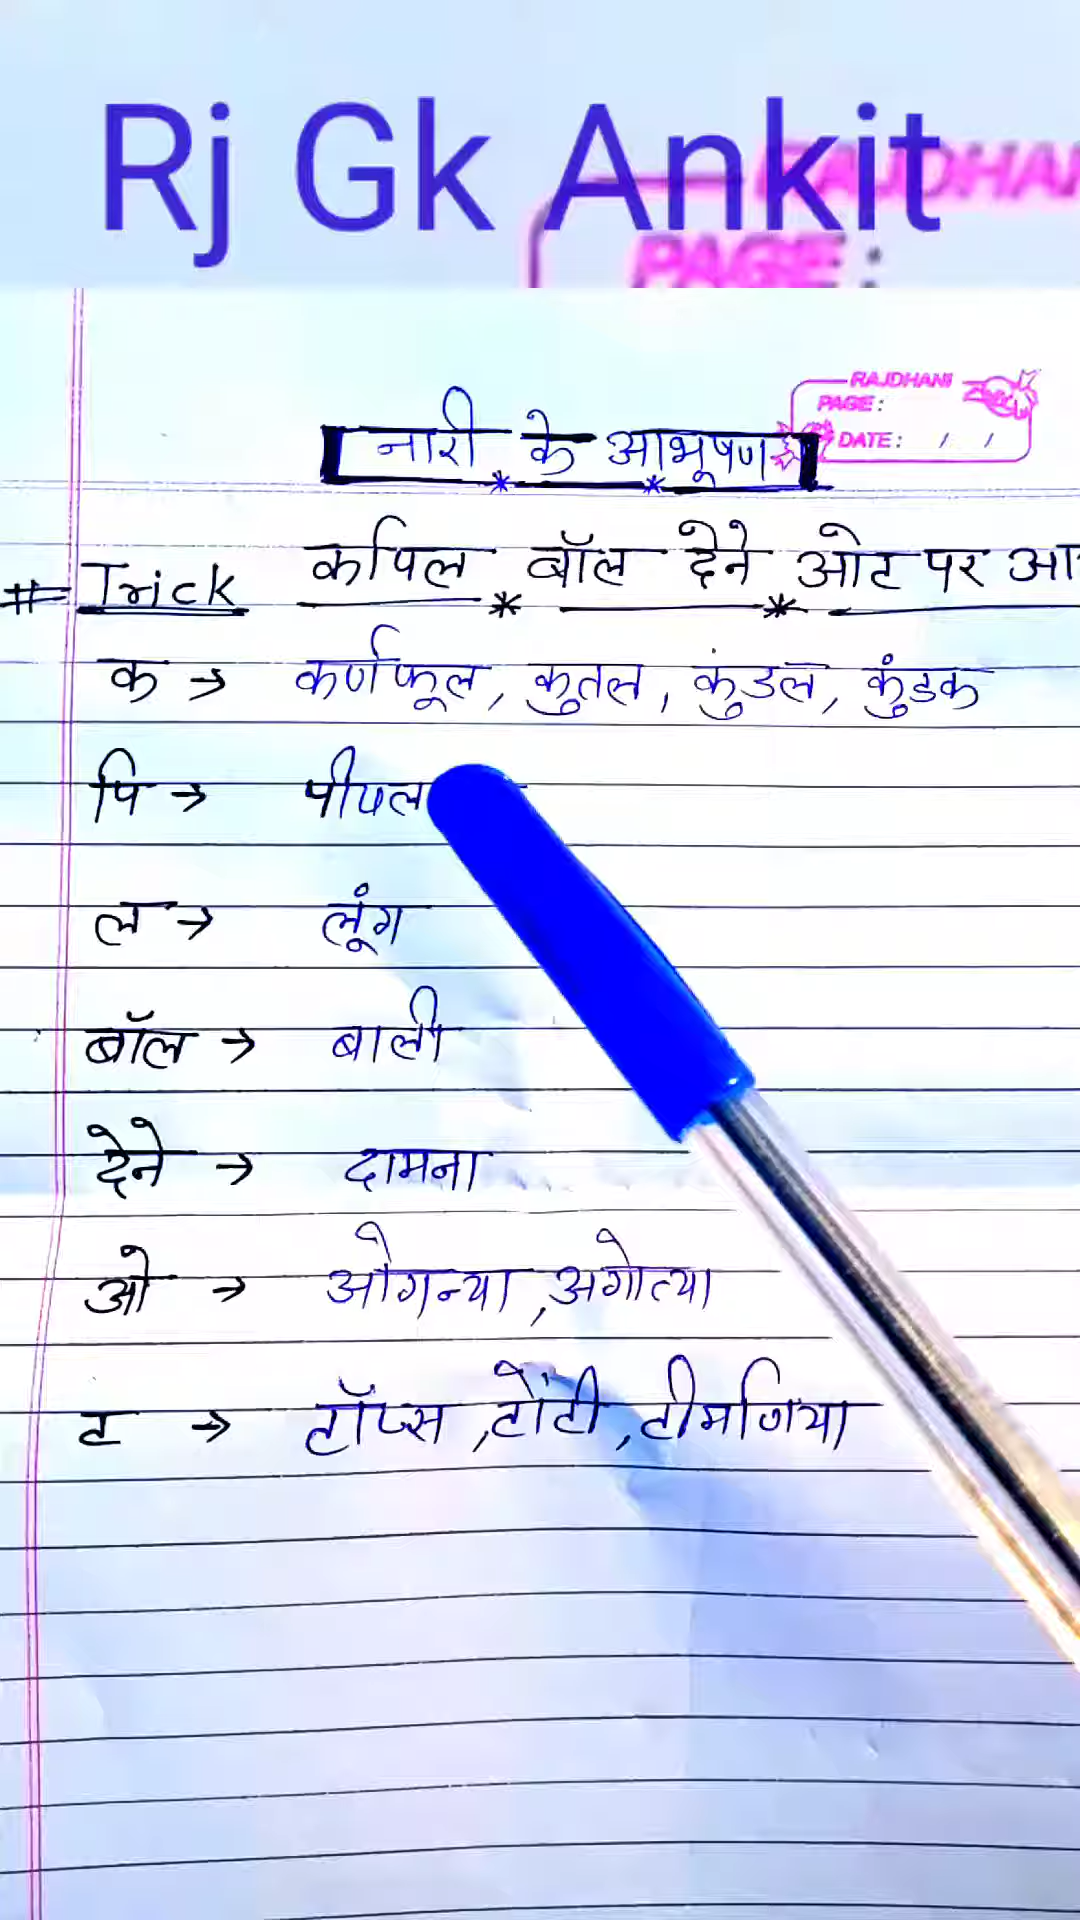 Rj Gk Ankit
RAJDHANI
PAGE :
RAJDHANI
PAGE :
DATE : / /
नारी के आभूषण
# Trick कपिल बॉल देने ओट पर आ
क → कर्णफूल, कुतल, कुंडल, कुंडक
पि → पीपल
ल → लूंग
बॉल → बाली
देने → दामना
ओ → ओगन्या, अगोत्या
ट → टॉप्स, टोंटी, टीमणिया